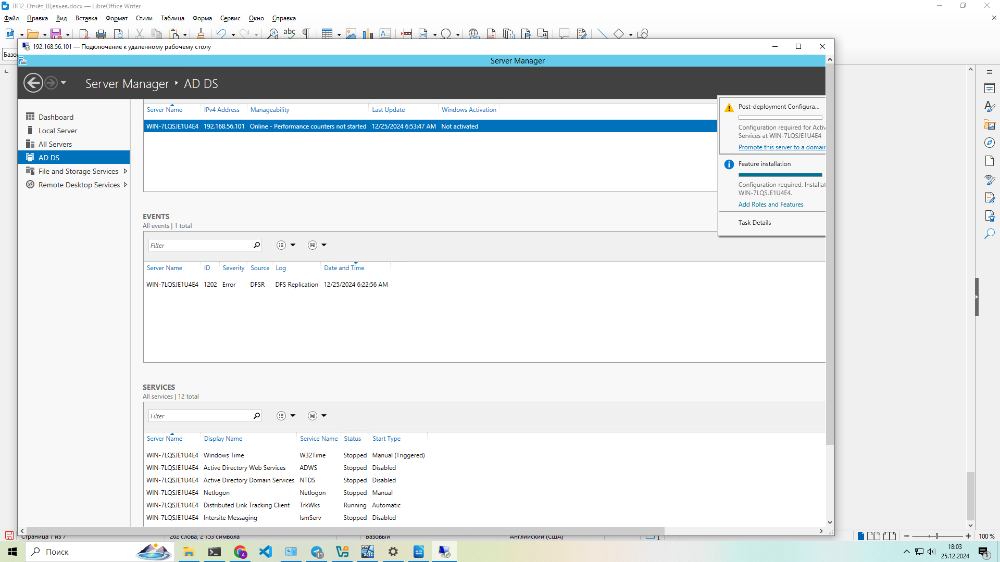 ЛП2_Отчёт_Щевьев.docx — LibreOffice Writer
Файл Правка Вид Вставка Формат Стили Таблица Форма Сервис Окно Справка
Базо
192.168.56.101 — Подключение к удаленному рабочему столу
Server Manager
Server Manager ‣ AD DS
Dashboard
Local Server
All Servers
AD DS
File and Storage Services
Remote Desktop Services
Server Name IPv4 Address Manageability Last Update Windows Activation
WIN-7LQSJE1U4E4 192.168.56.101 Online - Performance counters not started 12/25/2024 6:53:47 AM Not activated
Post-deployment Configura...
Configuration required for Activ
Services at WIN-7LQSJE1U4E4
Promote this server to a domain
Feature installation
Configuration required. Installat
WIN-7LQSJE1U4E4.
Add Roles and Features
Task Details
EVENTS
All events | 1 total
Filter
Server Name ID Severity Source Log Date and Time
WIN-7LQSJE1U4E4 1202 Error DFSR DFS Replication 12/25/2024 6:22:56 AM
SERVICES
All services | 12 total
Filter
Server Name Display Name Service Name Status Start Type
WIN-7LQSJE1U4E4 Windows Time W32Time Stopped Manual (Triggered)
WIN-7LQSJE1U4E4 Active Directory Web Services ADWS Stopped Disabled
WIN-7LQSJE1U4E4 Active Directory Domain Services NTDS Stopped Disabled
WIN-7LQSJE1U4E4 Netlogon Netlogon Stopped Manual
WIN-7LQSJE1U4E4 Distributed Link Tracking Client TrkWks Running Automatic
WIN-7LQSJE1U4E4 Intersite Messaging IsmServ Stopped Disabled
Страница 7 из 7 262 слова, 2 153 символа Базовый Английский (США) 100 %
Поиск
13
x64
2012
18:03
25.12.2024
1